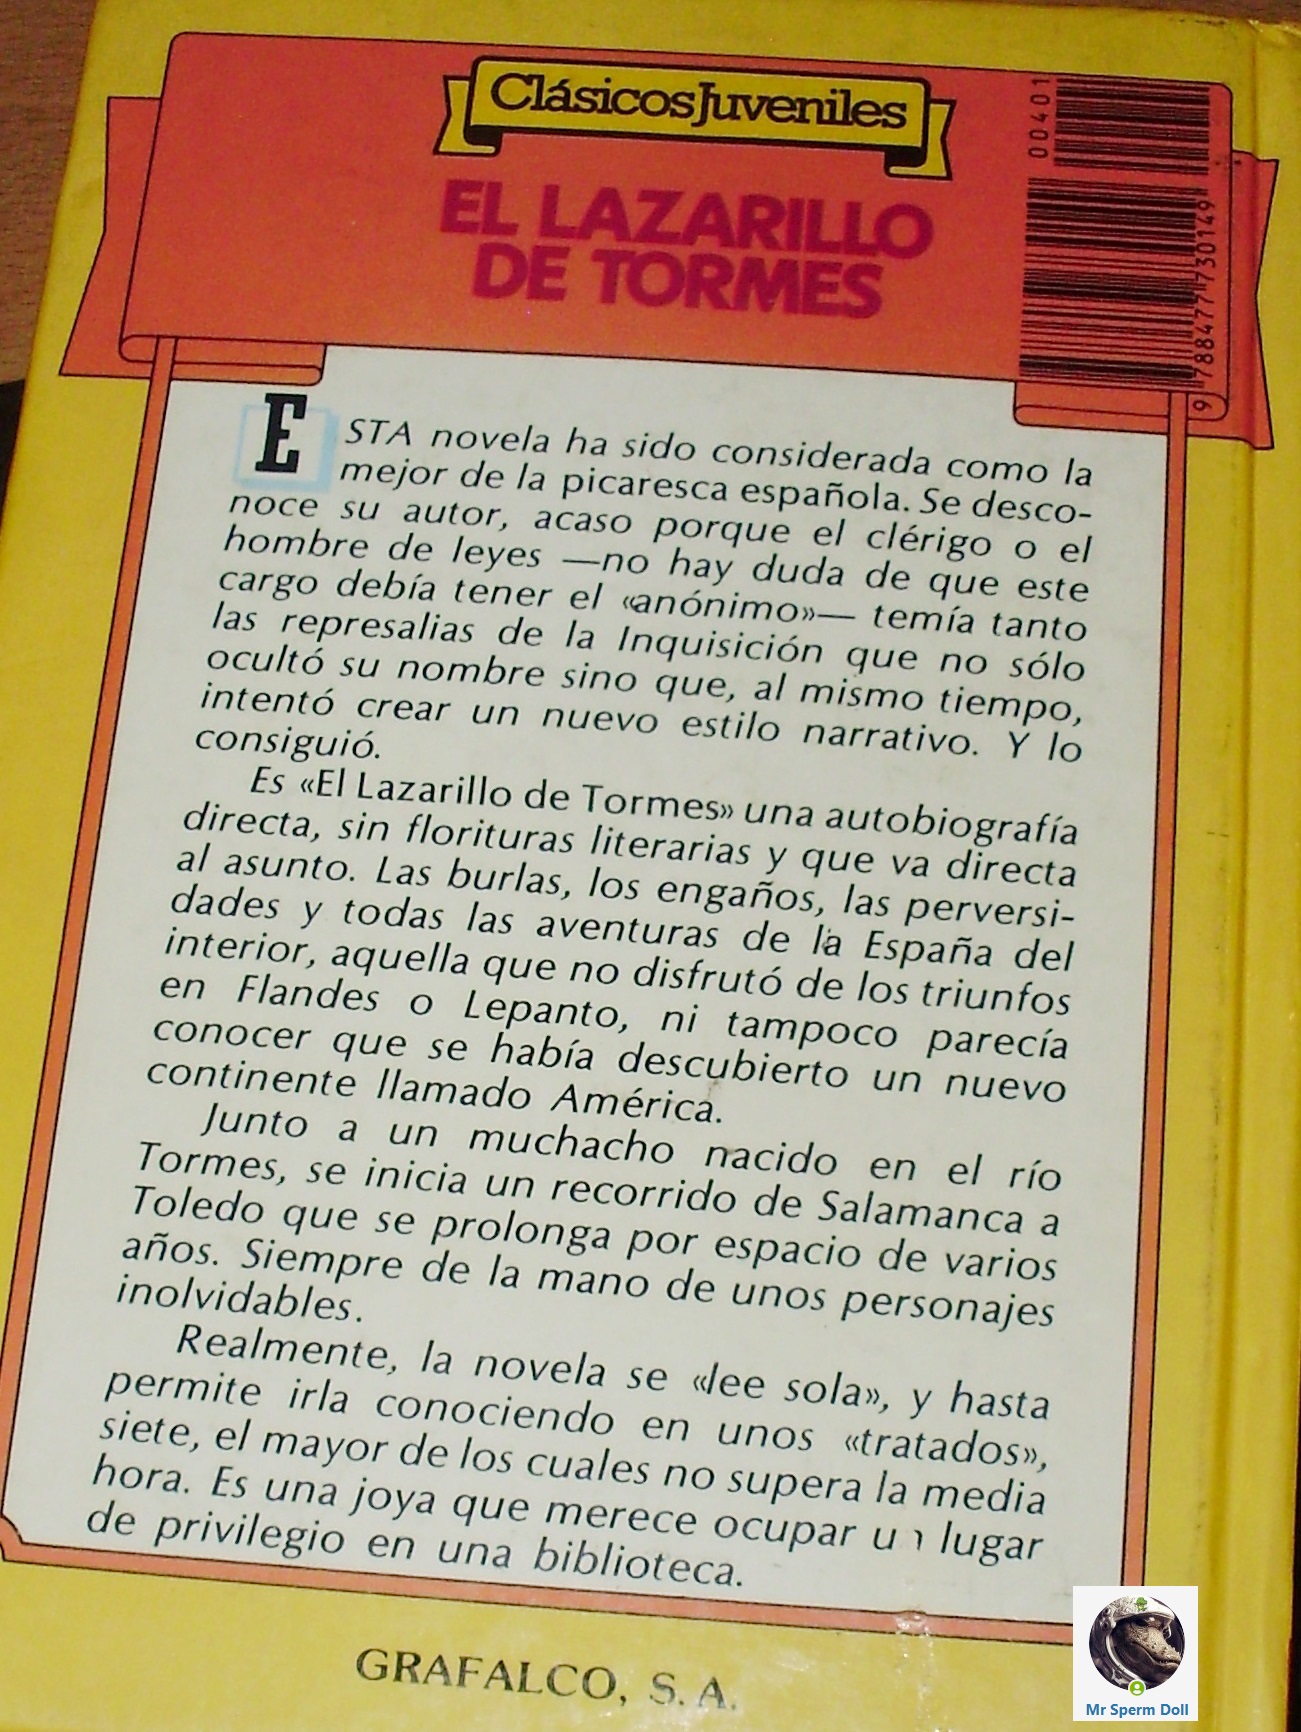 Clásicos Juveniles
00401
EL LAZARILLO
DE TORMES
9 788477 730149
ESTA novela ha sido considerada como la
mejor de la picaresca española. Se desco-
noce su autor, acaso porque el clérigo o el
hombre de leyes —no hay duda de que este
cargo debía tener el «anónimo»— temía tanto
las represalias de la Inquisición que no sólo
ocultó su nombre sino que, al mismo tiempo,
intentó crear un nuevo estilo narrativo. Y lo
consiguió.
Es «El Lazarillo de Tormes» una autobiografía
directa, sin florituras literarias y que va directa
al asunto. Las burlas, los engaños, las perversi-
dades y todas las aventuras de la España del
interior, aquella que no disfrutó de los triunfos
en Flandes o Lepanto, ni tampoco parecía
conocer que se había descubierto un nuevo
continente llamado América.
Junto a un muchacho nacido en el río
Tormes, se inicia un recorrido de Salamanca a
Toledo que se prolonga por espacio de varios
años. Siempre de la mano de unos personajes
inolvidables.
Realmente, la novela se «lee sola», y hasta
permite irla conociendo en unos «tratados»,
siete, el mayor de los cuales no supera la media
hora. Es una joya que merece ocupar un lugar
de privilegio en una biblioteca.
GRAFALCO, S.A.
Mr Sperm Doll